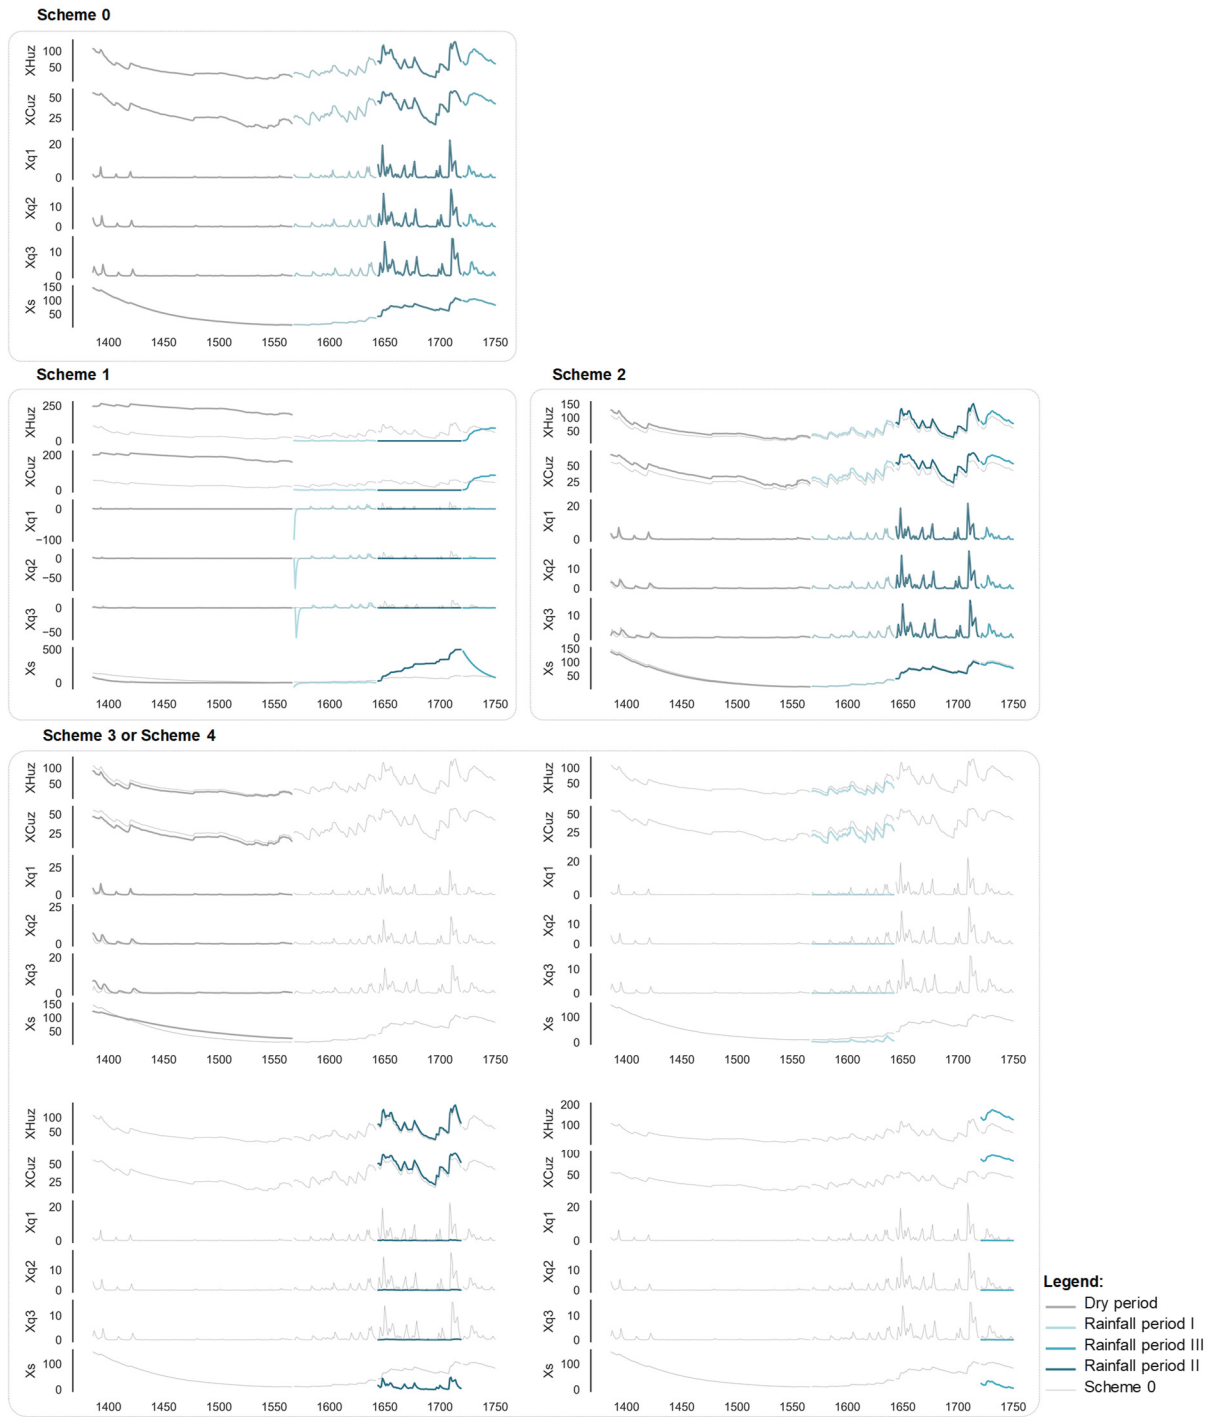 Scheme 0
XHuz
100
50
XCuz
50
25
Xq1
20
0
Xq2
10
0
Xq3
10
0
Xs
150
100
50
1400 1450 1500 1550 1600 1650 1700 1750
Scheme 1
XHuz
250
0
XCuz
200
0
Xq1
0
−100
Xq2
0
−50
Xq3
0
−50
Xs
500
0
1400 1450 1500 1550 1600 1650 1700 1750
Scheme 2
XHuz
150
100
50
XCuz
50
25
Xq1
20
0
Xq2
10
0
Xq3
10
0
Xs
150
100
50
1400 1450 1500 1550 1600 1650 1700 1750
Scheme 3 or Scheme 4
XHuz
100
50
XCuz
50
25
Xq1
25
0
Xq2
25
0
Xq3
20
0
Xs
150
100
50
1400 1450 1500 1550 1600 1650 1700 1750
XHuz
100
50
XCuz
50
25
Xq1
20
0
Xq2
10
0
Xq3
10
0
Xs
100
0
1400 1450 1500 1550 1600 1650 1700 1750
XHuz
100
50
XCuz
50
25
Xq1
20
0
Xq2
10
0
Xq3
10
0
Xs
100
0
1400 1450 1500 1550 1600 1650 1700 1750
XHuz
200
100
XCuz
100
50
Xq1
20
0
Xq2
10
0
Xq3
10
0
Xs
100
0
1400 1450 1500 1550 1600 1650 1700 1750
Legend:
Dry period
Rainfall period I
Rainfall period III
Rainfall period II
Scheme 0